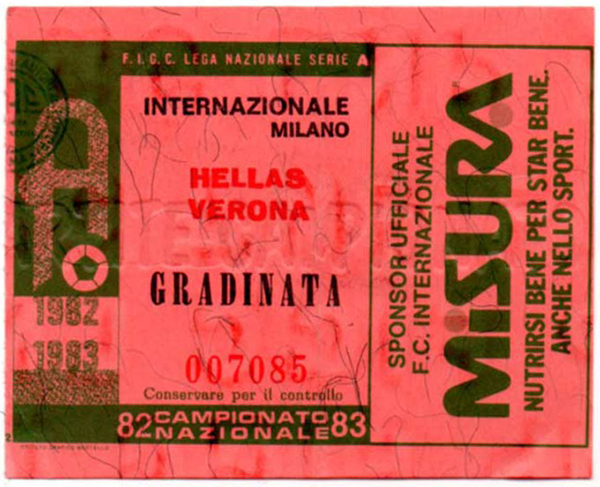 F.I.G.C. LEGA NAZIONALE SERIE A
INTERNAZIONALE
MILANO
HELLAS
VERONA
GRADINATA
007085
Conservare per il controllo
82 CAMPIONATO NAZIONALE 83
1982
1983
SPONSOR UFFICIALE
F.C. INTERNAZIONALE
MISURA
NUTRIRSI BENE PER STAR BENE.
ANCHE NELLO SPORT.